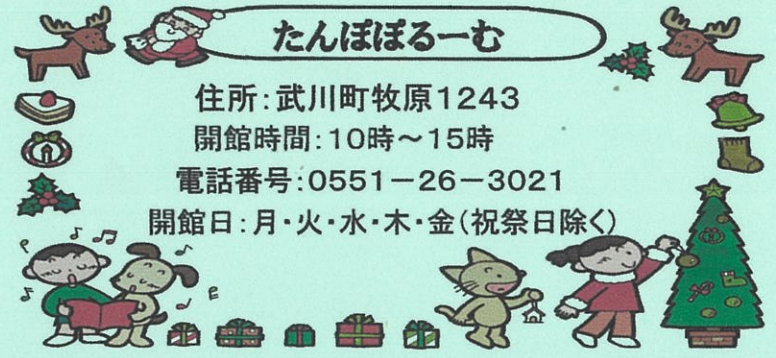 たんぽぽるーむ
住所：武川町牧原1243
開館時間：10時～15時
電話番号：0551－26－3021
開館日：月・火・水・木・金（祝祭日除く）